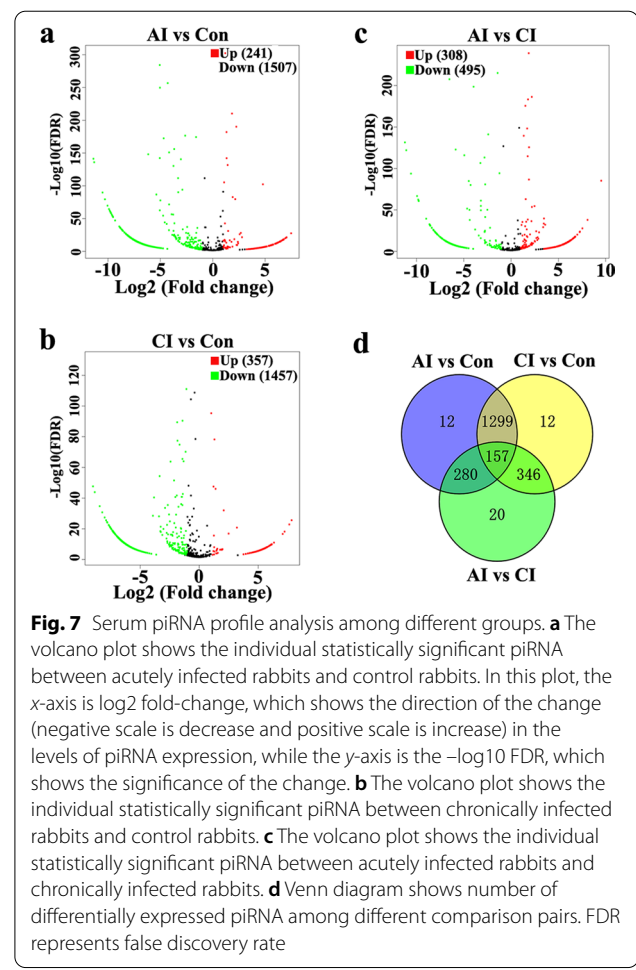 a
AI vs Con
Up (241)
Down (1507)
-Log10(FDR)
300
250
200
150
100
50
0
-10 -5 0 5
Log2 (Fold change)
c
AI vs CI
Up (308)
Down (495)
-Log10(FDR)
200
150
100
50
0
-10 -5 0 5 10
Log2 (Fold change)
b
CI vs Con
Up (357)
Down (1457)
-Log10(FDR)
120
100
80
60
40
20
0
-5 0 5
Log2 (Fold change)
d
AI vs Con CI vs Con
12 1299 12
157
280 346
20
AI vs CI
Fig. 7 Serum piRNA profile analysis among different groups. a The
volcano plot shows the individual statistically significant piRNA
between acutely infected rabbits and control rabbits. In this plot, the
x-axis is log2 fold-change, which shows the direction of the change
(negative scale is decrease and positive scale is increase) in the
levels of piRNA expression, while the y-axis is the –log10 FDR, which
shows the significance of the change. b The volcano plot shows the
individual statistically significant piRNA between chronically infected
rabbits and control rabbits. c The volcano plot shows the individual
statistically significant piRNA between acutely infected rabbits and
chronically infected rabbits. d Venn diagram shows number of
differentially expressed piRNA among different comparison pairs. FDR
represents false discovery rate